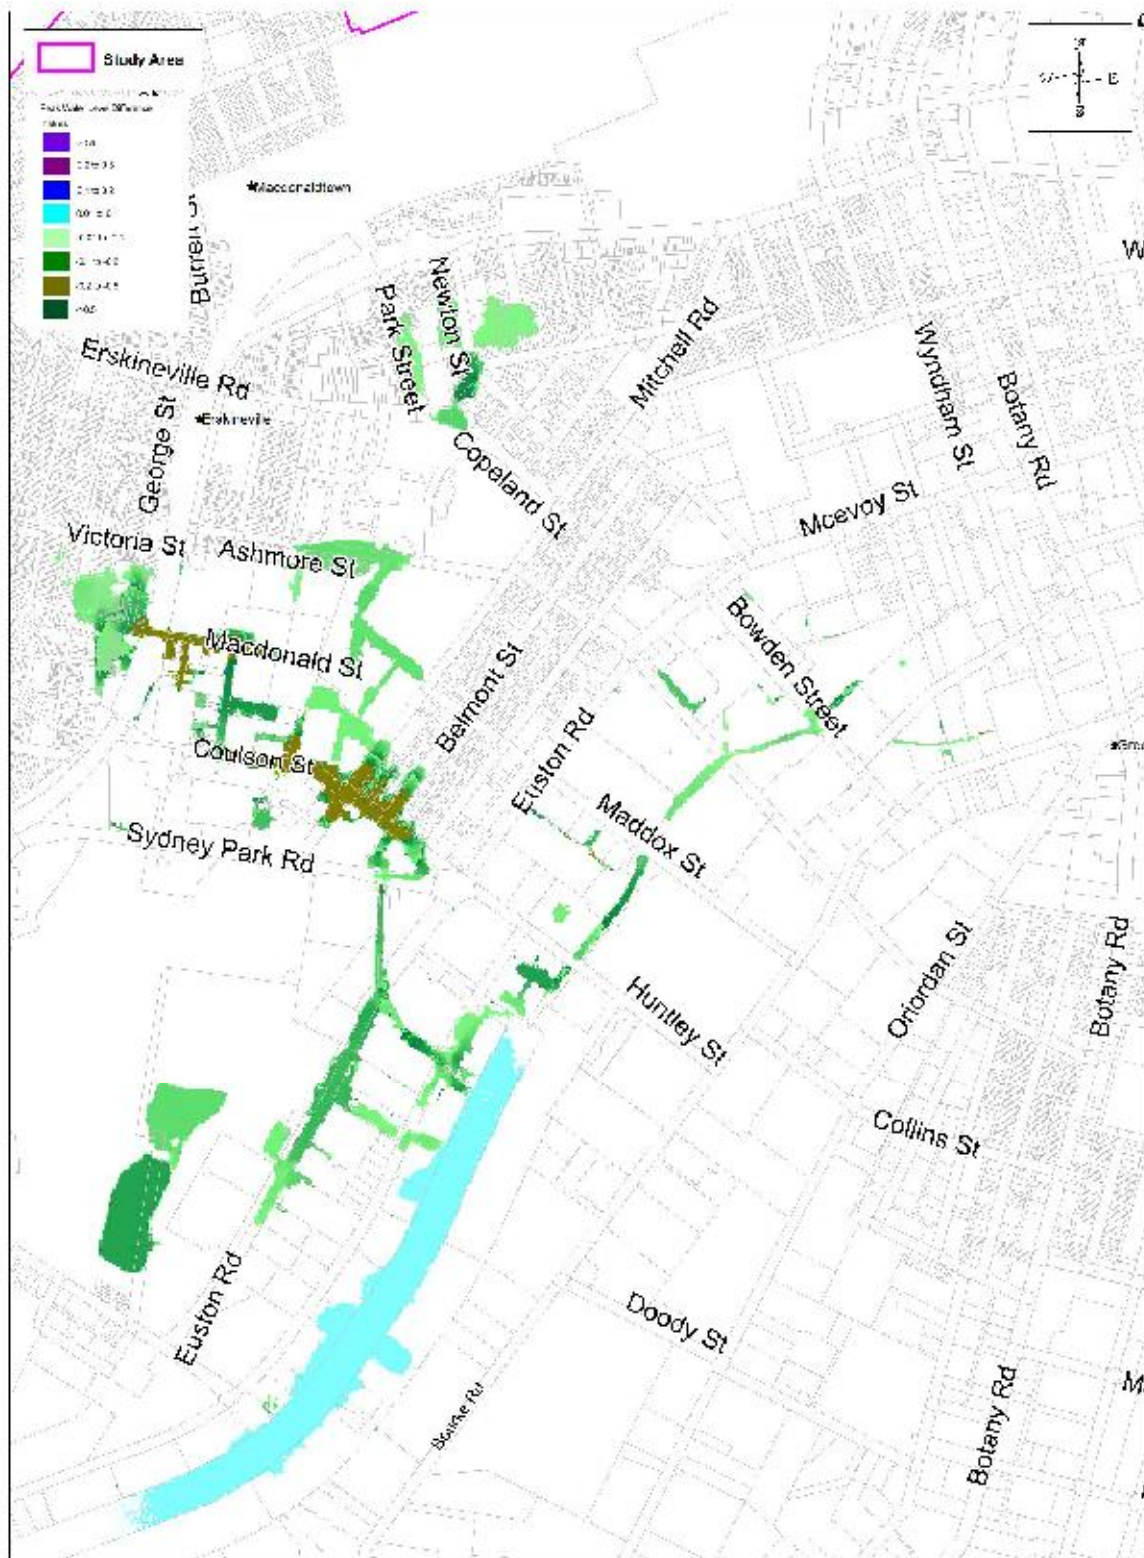 Study Area
Macdonaldtown
Newton St
Park Street
Mitchell Rd
Wyndham St
Botany Rd
Erskineville Rd
Erskineville
George St
Copeland St
Mcevoy St
Victoria St
Ashmore St
Macdonald St
Bowden Street
Belmont St
Euston Rd
Coulson St
Maddox St
Sydney Park Rd
Huntley St
Oriordan St
Botany Rd
Collins St
Euston Rd
Doody St
Bourke Rd
Botany Rd